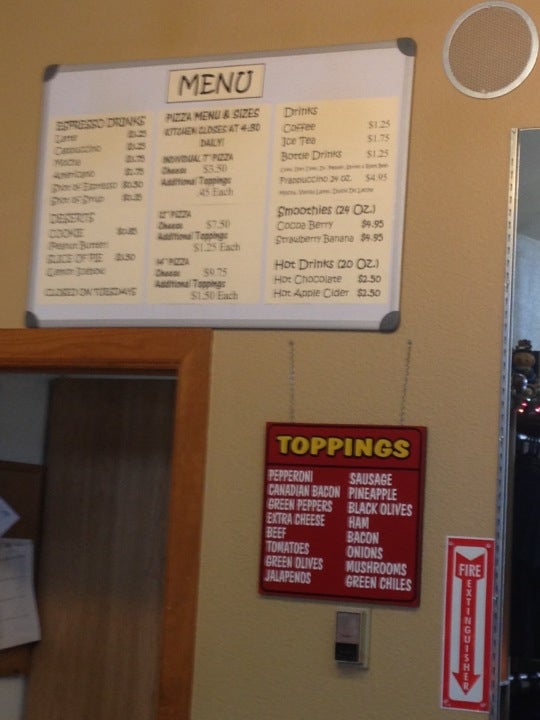 MENU
ESPRESSO DRINKS
Latte
Cappuccino
Mocha
Americano
Shot of Espresso
Shot of Syrup
DESSERTS
COOKIE
(Peanut Butter)
SLICE OF PIE
CLOSED ON TUESDAYS
PIZZA MENU & SIZES
KITCHEN CLOSES AT 4:30
DAILY!
INDIVIDUAL 7" PIZZA
Cheese $3.50
Additional Toppings
.45 Each
12" PIZZA
Cheese $7.50
Additional Toppings
$1.25 Each
14" PIZZA
Cheese $9.75
Additional Toppings
$1.50 Each
Drinks
Coffee $1.25
Ice Tea $1.75
Bottle Drinks $1.25
Frappuccino 24 oz. $4.95
Smoothies (24 Oz.)
Cocoa Berry $4.95
Strawberry Banana $4.95
Hot Drinks (20 Oz.)
Hot Chocolate $2.50
Hot Apple Cider $2.50
TOPPINGS
PEPPERONI
CANADIAN BACON
GREEN PEPPERS
EXTRA CHEESE
BEEF
TOMATOES
GREEN OLIVES
JALAPENOS
SAUSAGE
PINEAPPLE
BLACK OLIVES
HAM
BACON
ONIONS
MUSHROOMS
GREEN CHILES
FIRE
EXTINGUISHER